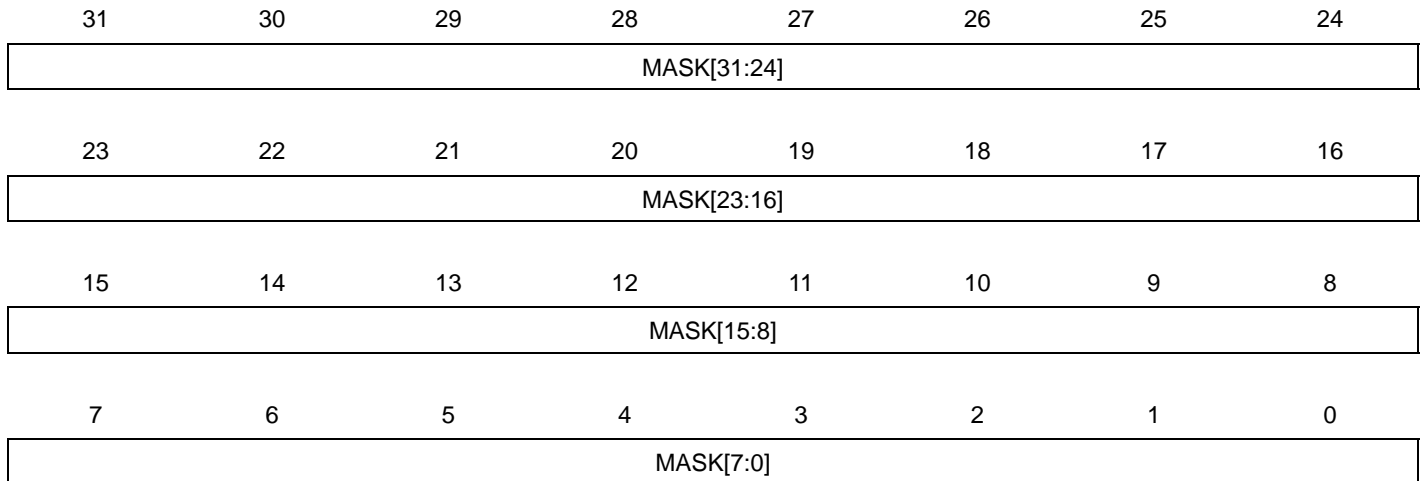 31 30 29 28 27 26 25 24
MASK[31:24]
23 22 21 20 19 18 17 16
MASK[23:16]
15 14 13 12 11 10 9 8
MASK[15:8]
7 6 5 4 3 2 1 0
MASK[7:0]